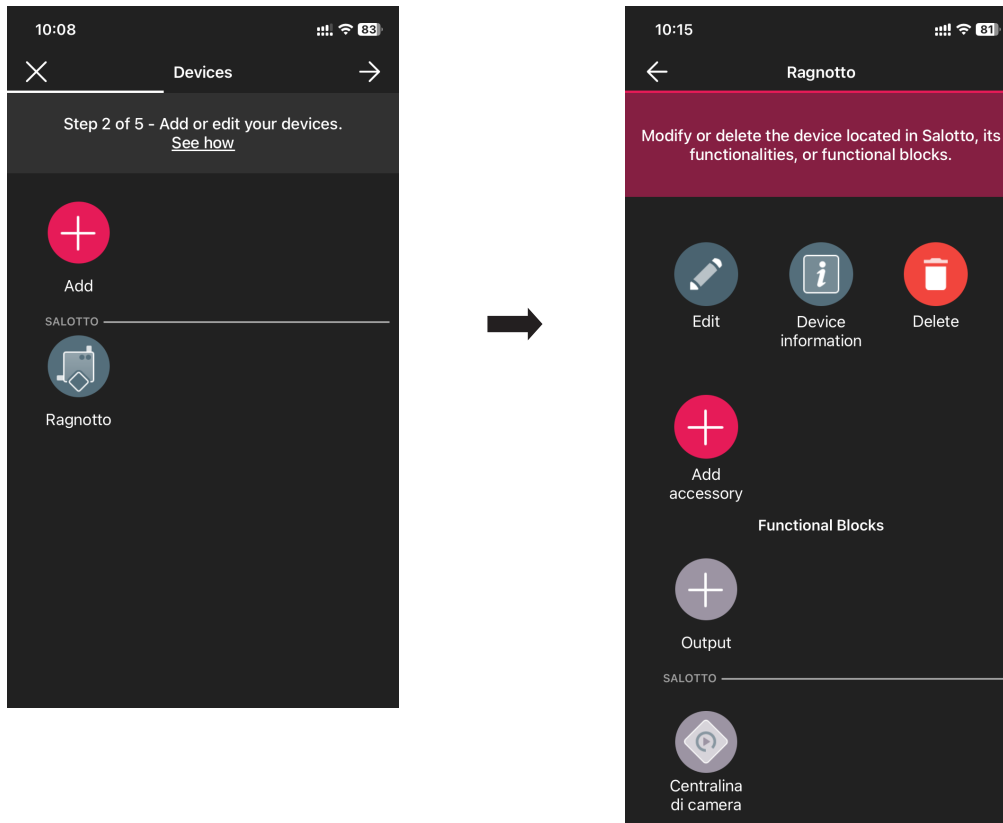 10:08
83
Devices
Step 2 of 5 - Add or edit your devices.
See how
Add
SALOTTO
Ragnotto
10:15
81
Ragnotto
Modify or delete the device located in Salotto, its
functionalities, or functional blocks.
Edit
Device
information
Delete
Add
accessory
Functional Blocks
Output
SALOTTO
Centralina
di camera